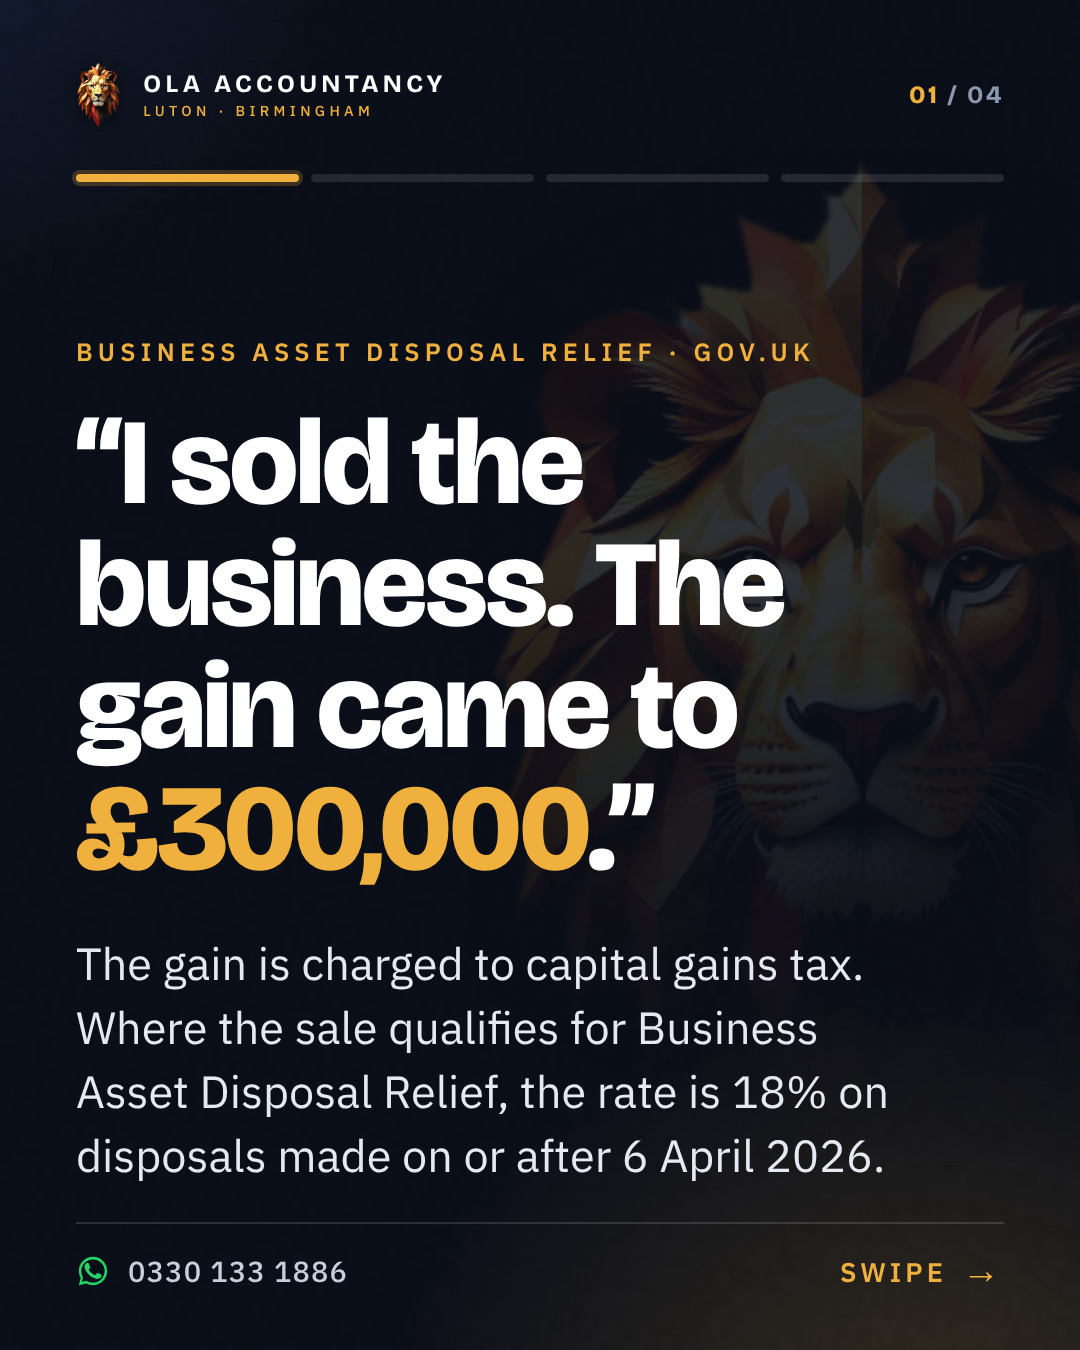 OLA ACCOUNTANCY
LUTON · BIRMINGHAM
01 / 04
BUSINESS ASSET DISPOSAL RELIEF · GOV.UK
“I sold the
business. The
gain came to
£300,000.”
The gain is charged to capital gains tax.
Where the sale qualifies for Business
Asset Disposal Relief, the rate is 18% on
disposals made on or after 6 April 2026.
0330 133 1886
SWIPE →